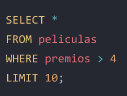 SELECT *
FROM peliculas
WHERE premios > 4
LIMIT 10;